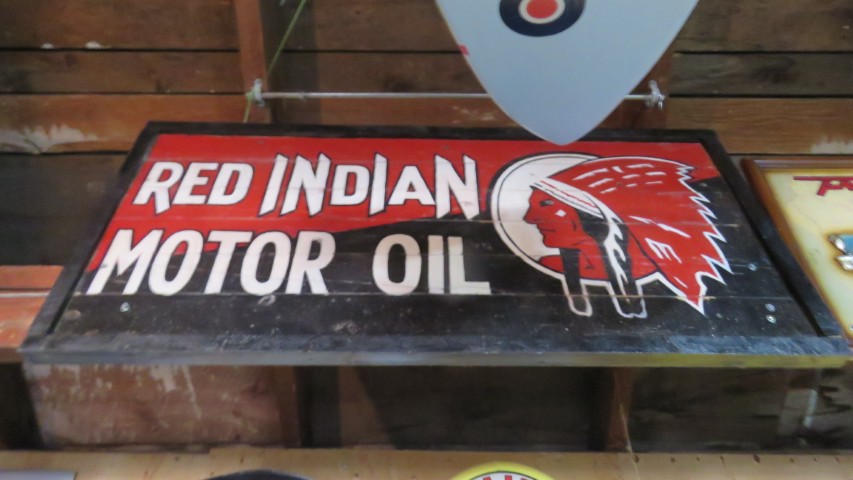 RED INDIAN
MOTOR OIL